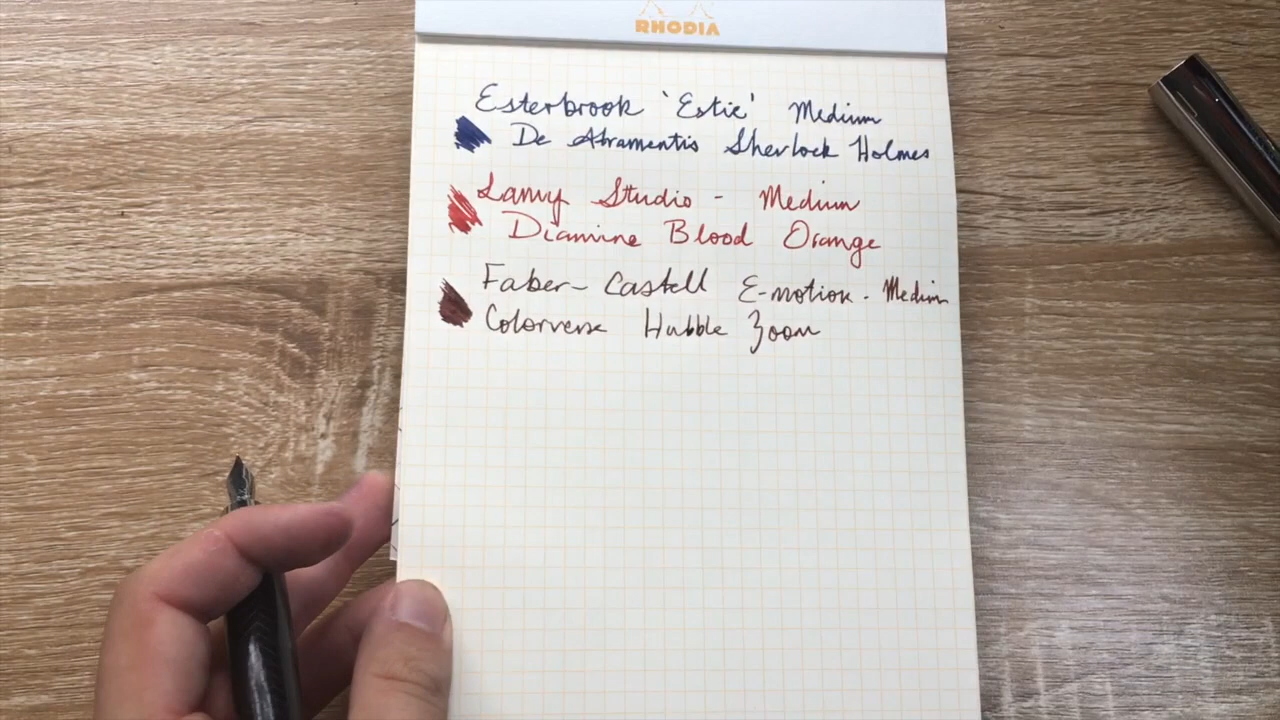 RHODIA
Esterbrook 'Estie' Medium
De Atramentis Sherlock Holmes
Lamy Studio - Medium
Diamine Blood Orange
Faber-Castell E-motion - Medium
Colorverse Hubble Zoom